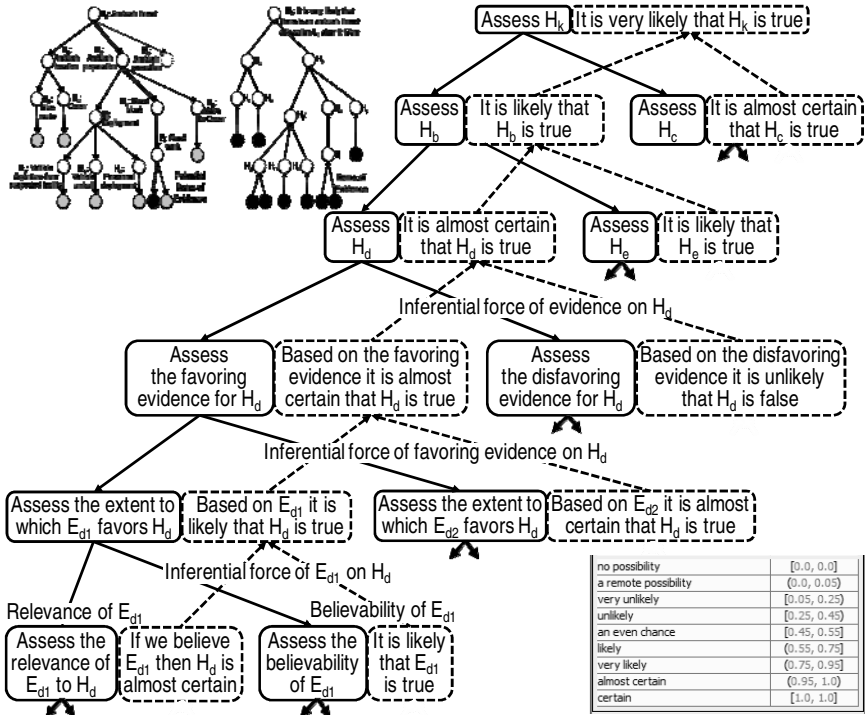 Assess Hk
It is very likely that Hk is true
Assess
Hb
It is likely that
Hb is true
Assess
Hc
It is almost certain
that Hc is true
Assess
Hd
It is almost certain
that Hd is true
Assess
He
It is likely that
He is true
Inferential force of evidence on Hd
Assess
the favoring
evidence for Hd
Based on the favoring
evidence it is almost
certain that Hd is true
Assess
the disfavoring
evidence for Hd
Based on the disfavoring
evidence it is unlikely
that Hd is false
Inferential force of favoring evidence on Hd
Assess the extent to
which Ed1 favors Hd
Based on Ed1 it is
likely that Hd is true
Assess the extent to
which Ed2 favors Hd
Based on Ed2 it is almost
certain that Hd is true
Inferential force of Ed1 on Hd
Relevance of Ed1
Believability of Ed1
Assess the
relevance of
Ed1 to Hd
If we believe
Ed1 then Hd is
almost certain
Assess the
believability
of Ed1
It is likely
that Ed1
is true
no possibility [0.0, 0.0]
a remote possibility (0.0, 0.05)
very unlikely [0.05, 0.25)
unlikely [0.25, 0.45)
an even chance [0.45, 0.55]
likely (0.55, 0.75]
very likely (0.75, 0.95]
almost certain (0.95, 1.0)
certain [1.0, 1.0]
Potential
Items of
Evidence
Items of
Evidence